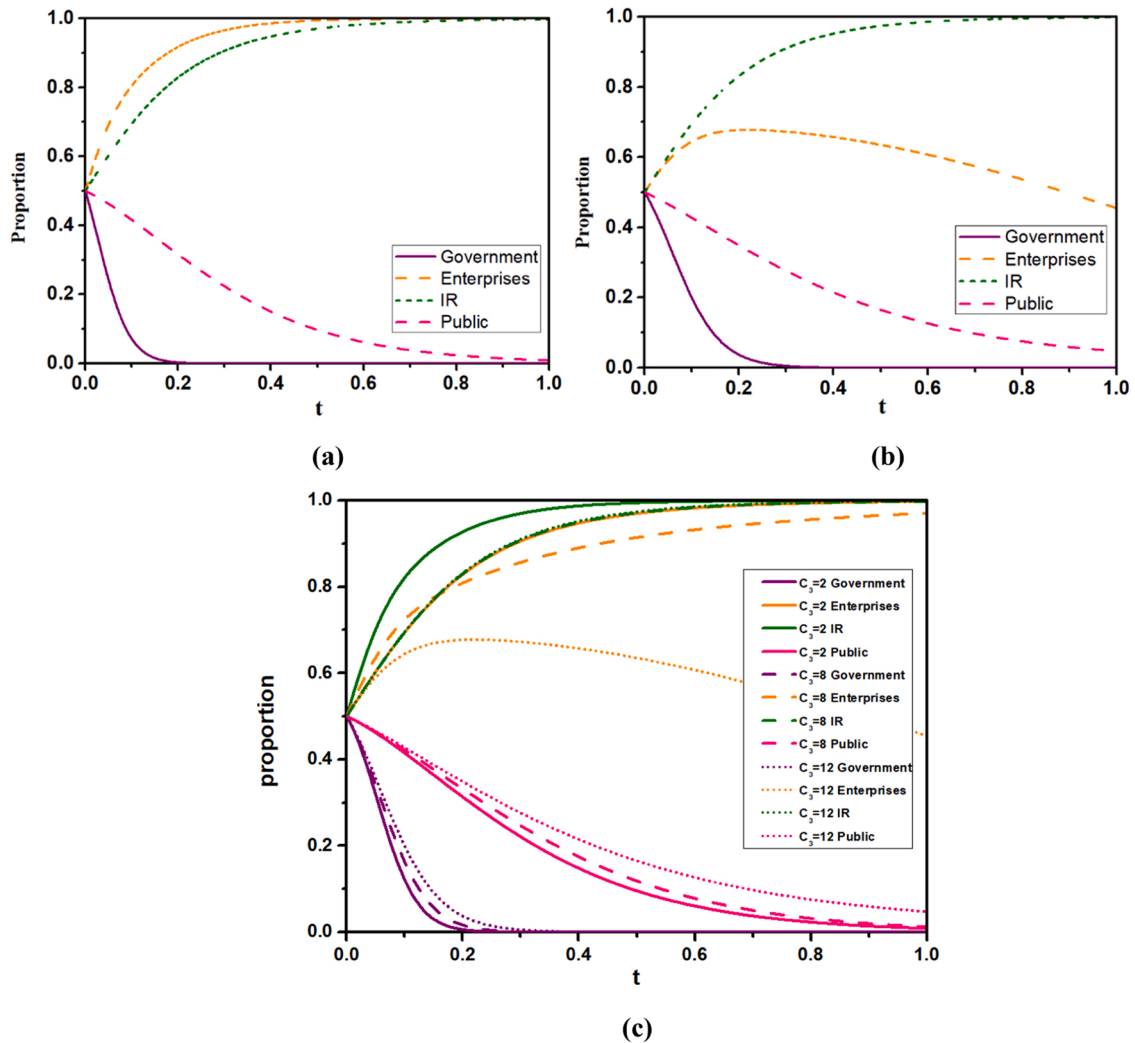 1.0
0.8
0.6
0.4
0.2
0.0
Proportion
0.0 0.2 0.4 0.6 0.8 1.0
t
Government
Enterprises
IR
Public
(a)
1.0
0.8
0.6
0.4
0.2
0.0
Proportion
0.0 0.2 0.4 0.6 0.8 1.0
t
Government
Enterprises
IR
Public
(b)
1.0
0.8
0.6
0.4
0.2
0.0
proportion
0.0 0.2 0.4 0.6 0.8 1.0
t
C₃=2 Government
C₃=2 Enterprises
C₃=2 IR
C₃=2 Public
C₃=8 Government
C₃=8 Enterprises
C₃=8 IR
C₃=8 Public
C₃=12 Government
C₃=12 Enterprises
C₃=12 IR
C₃=12 Public
(c)